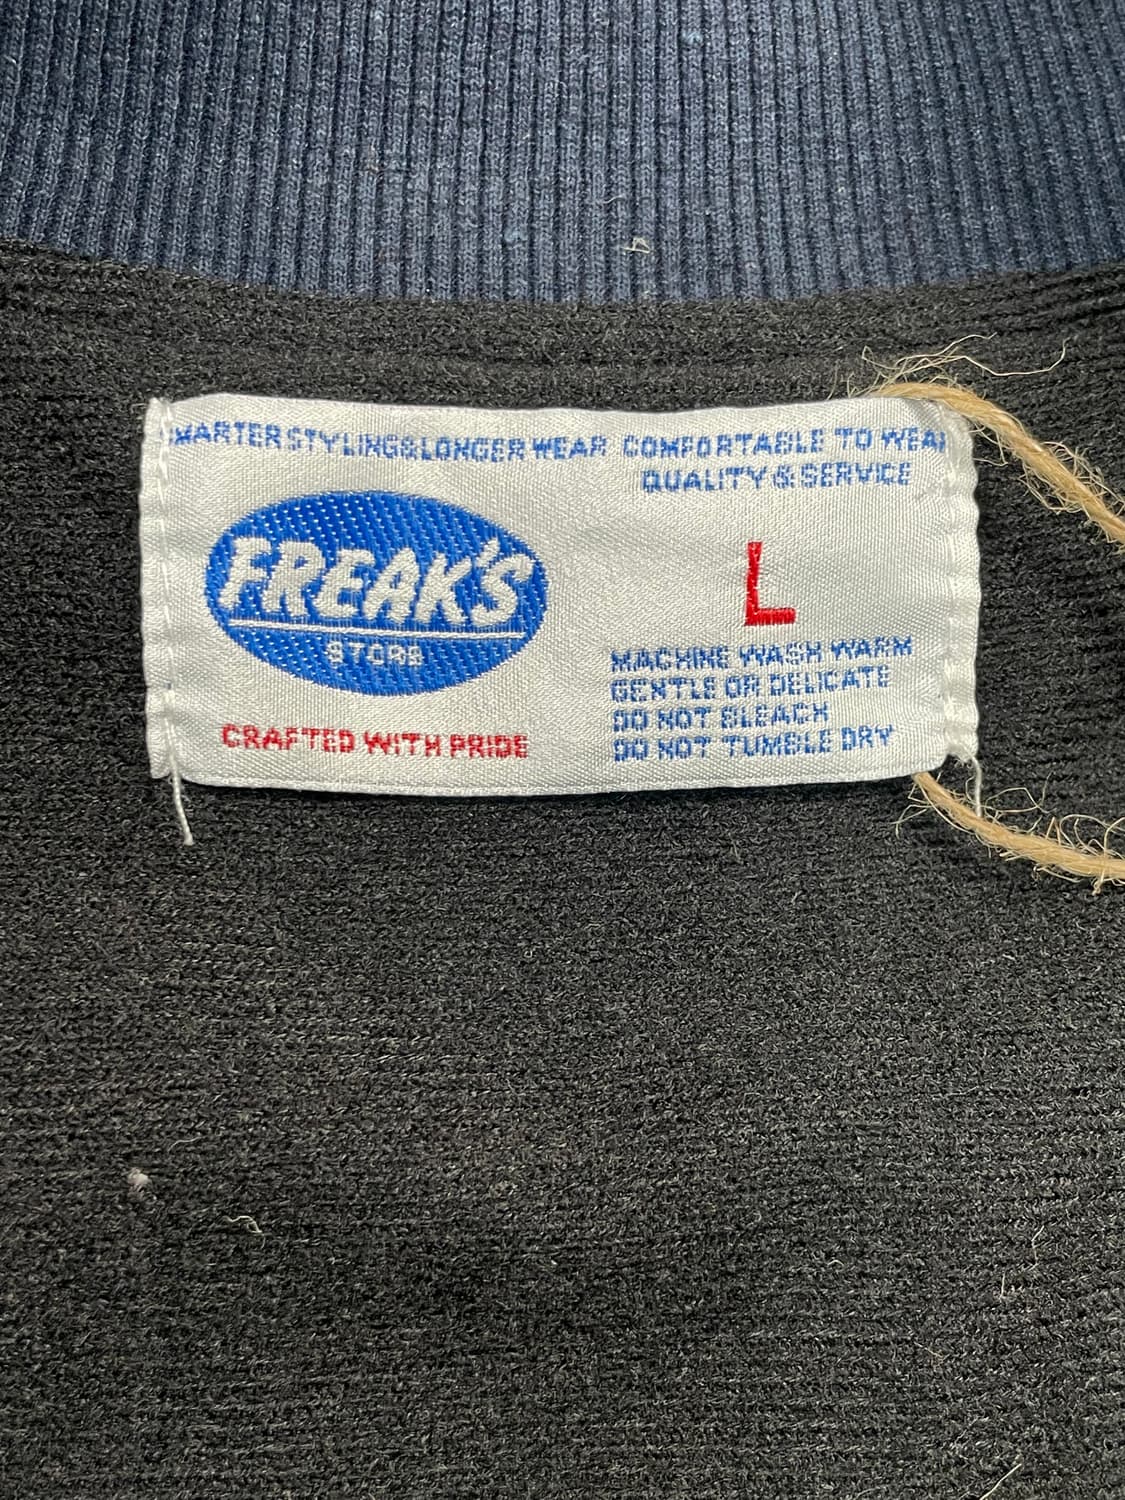 SMARTER STYLING&LONGER WEAR COMFORTABLE TO WEAR
QUALITY & SERVICE
FREAK'S
STORE
CRAFTED WITH PRIDE
L
MACHINE WASH WARM
GENTLE OR DELICATE
DO NOT BLEACH
DO NOT TUMBLE DRY